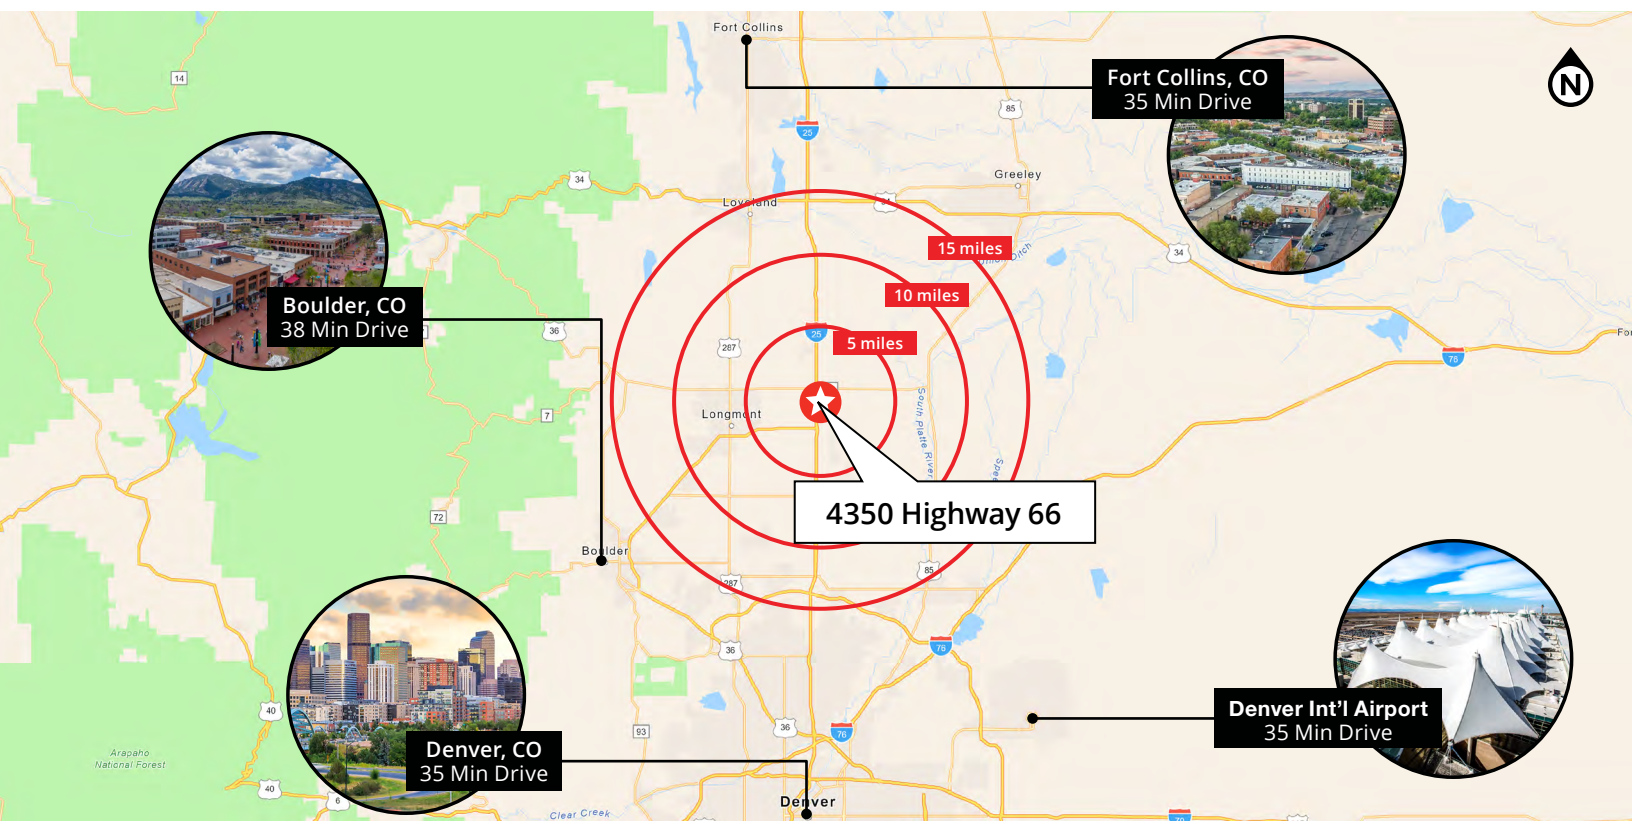 Fort Collins
Fort Collins, CO
35 Min Drive
N
14
85
25
34
Greeley
Loveland
15 miles
34
Boulder, CO
38 Min Drive
10 miles
36
25
5 miles
287
76
7
Longmont
South Platte River
4350 Highway 66
72
Boulder
287
85
36
76
40
Denver Int'l Airport
35 Min Drive
93
36
76
Denver, CO
35 Min Drive
Arapaho
National Forest
40
6
Denver
Clear Creek